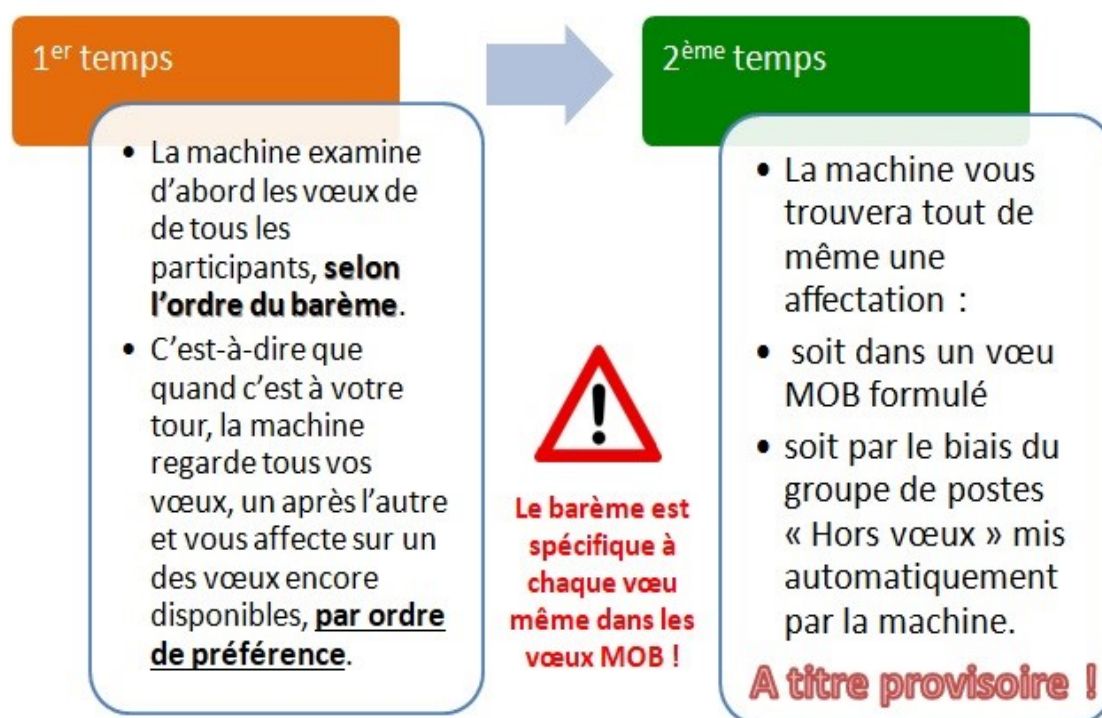 1er temps
• La machine examine
d'abord les vœux de
de tous les
participants, selon
l'ordre du barème.
• C'est-à-dire que
quand c'est à votre
tour, la machine
regarde tous vos
vœux, un après l'autre
et vous affecte sur un
des vœux encore
disponibles, par ordre
de préférence.
!
Le barème est
spécifique à
chaque vœu
même dans les
vœux MOB !
2ème temps
• La machine vous
trouvera tout de
même une
affectation :
• soit dans un vœu
MOB formulé
• soit par le biais du
groupe de postes
« Hors vœux » mis
automatiquement
par la machine.
A titre provisoire !